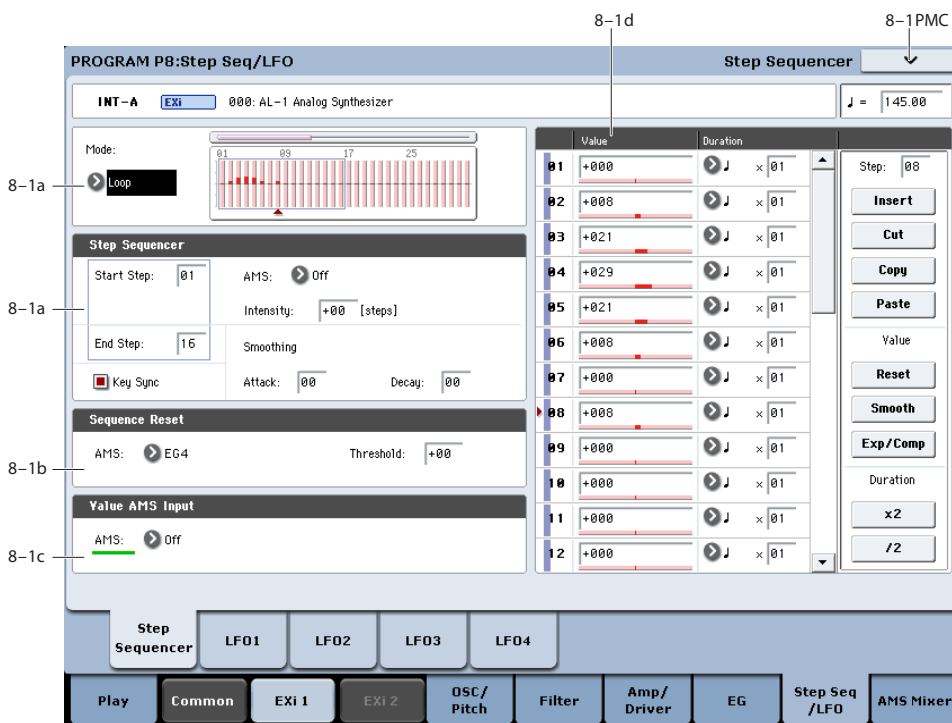 8–1d
8–1PMC
PROGRAM P8:Step Seq/LFO
Step Sequencer
INT-A EXi 000: AL-1 Analog Synthesizer
♩ = 145.00
Mode:
8–1a
Loop
01 09 17 25
Step Sequencer
8–1a
Start Step: 01
AMS: Off
Intensity: +00 [steps]
End Step: 16
Smoothing
Key Sync
Attack: 00
Decay: 00
Sequence Reset
8–1b
AMS: EG4
Threshold: +00
Value AMS Input
8–1c
AMS: Off
Value Duration
01 +000 ♩ × 01
02 +008 ♩ × 01
03 +021 ♩ × 01
04 +029 ♩ × 01
05 +021 ♩ × 01
06 +008 ♩ × 01
07 +000 ♩ × 01
08 +008 ♩ × 01
09 +000 ♩ × 01
10 +000 ♩ × 01
11 +000 ♩ × 01
12 +000 ♩ × 01
Step: 08
Insert
Cut
Copy
Paste
Value
Reset
Smooth
Exp/Comp
Duration
x2
/2
Step Sequencer
LFO1
LFO2
LFO3
LFO4
Play
Common
EXi 1
EXi 2
OSC/
Pitch
Filter
Amp/
Driver
EG
Step Seq
/LFO
AMS Mixer